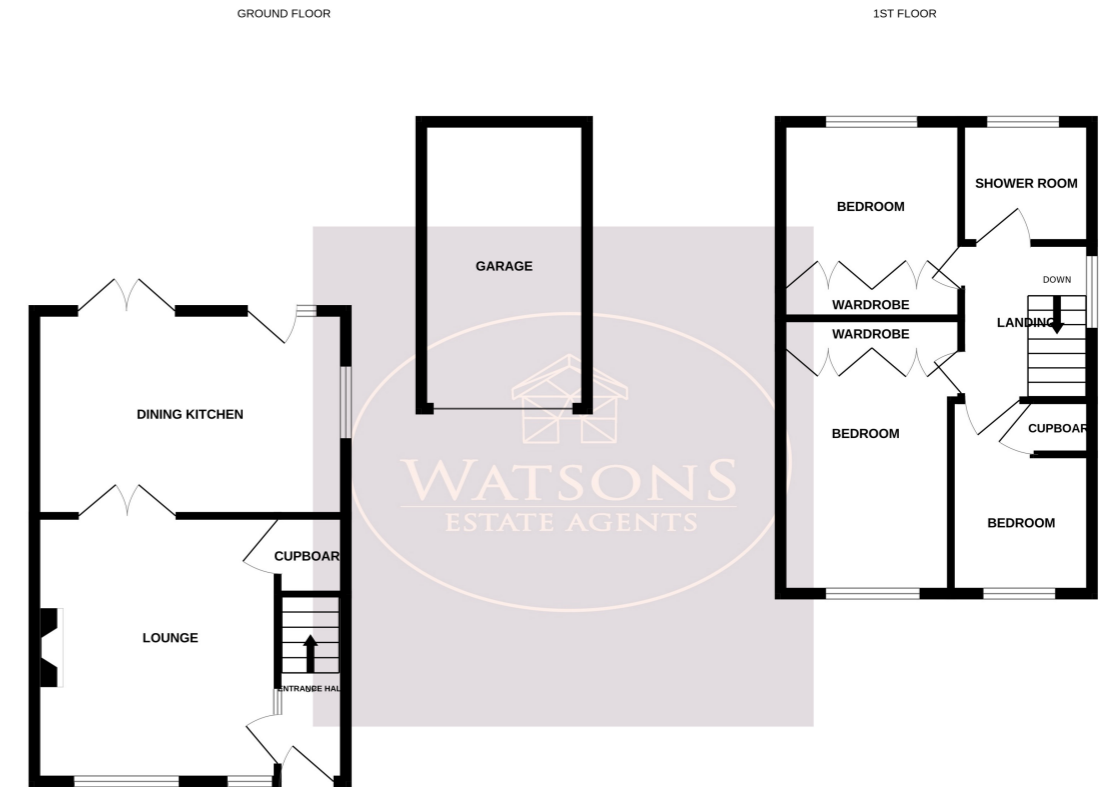 GROUND FLOOR
1ST FLOOR
GARAGE
DINING KITCHEN
CUPBOAR
LOUNGE
ENTRANCE HAL
BEDROOM
SHOWER ROOM
WARDROBE
WARDROBE
DOWN
LANDING
BEDROOM
CUPBOAR
BEDROOM
WATSONS
ESTATE AGENTS